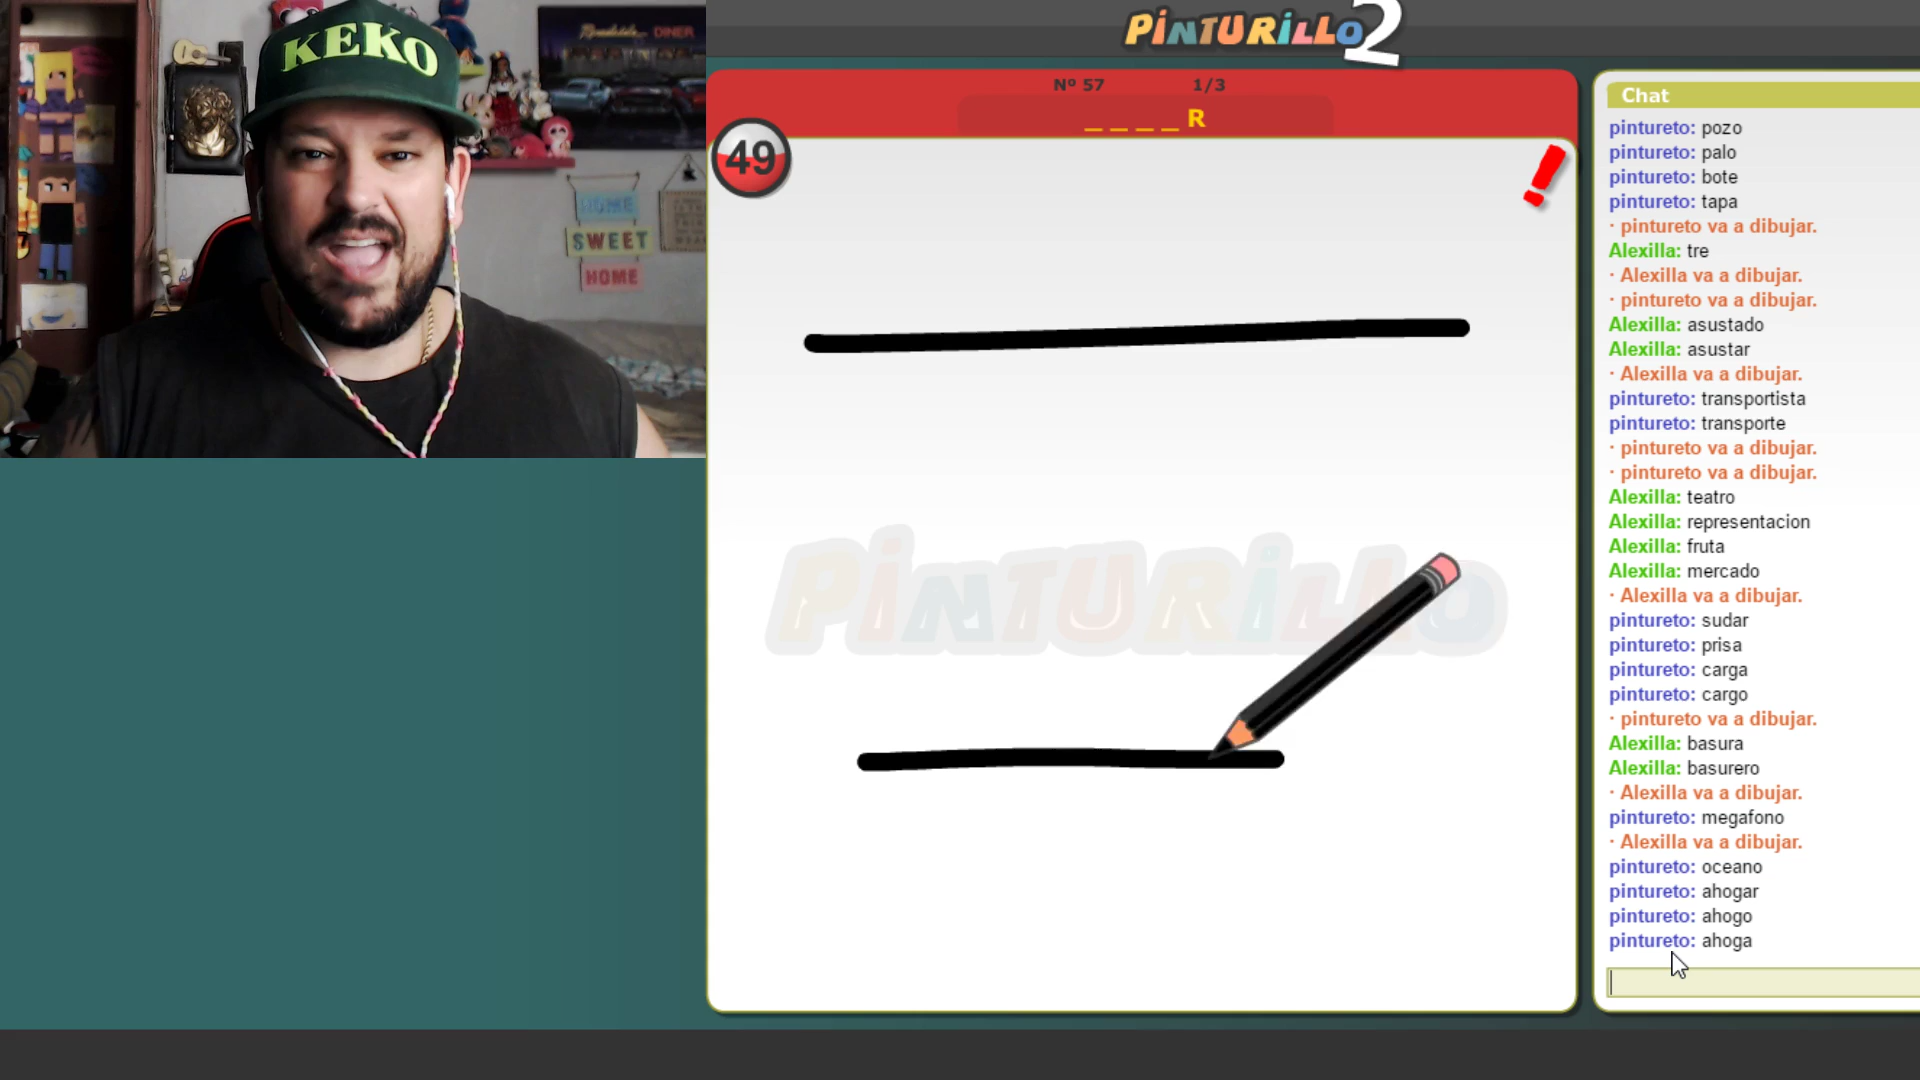 KEKO
Roadside DINER
HOME
SWEET
HOME
PINTURILLO 2
Nº 57 1/3
_ _ _ _ R
49
PINTURILLO
Chat
pintureto: pozo
pintureto: palo
pintureto: bote
pintureto: tapa
· pintureto va a dibujar.
Alexilla: tre
· Alexilla va a dibujar.
· pintureto va a dibujar.
Alexilla: asustado
Alexilla: asustar
· Alexilla va a dibujar.
pintureto: transportista
pintureto: transporte
· pintureto va a dibujar.
· pintureto va a dibujar.
Alexilla: teatro
Alexilla: representacion
Alexilla: fruta
Alexilla: mercado
· Alexilla va a dibujar.
pintureto: sudar
pintureto: prisa
pintureto: carga
pintureto: cargo
· pintureto va a dibujar.
Alexilla: basura
Alexilla: basurero
· Alexilla va a dibujar.
pintureto: megafono
· Alexilla va a dibujar.
pintureto: oceano
pintureto: ahogar
pintureto: ahogo
pintureto: ahoga